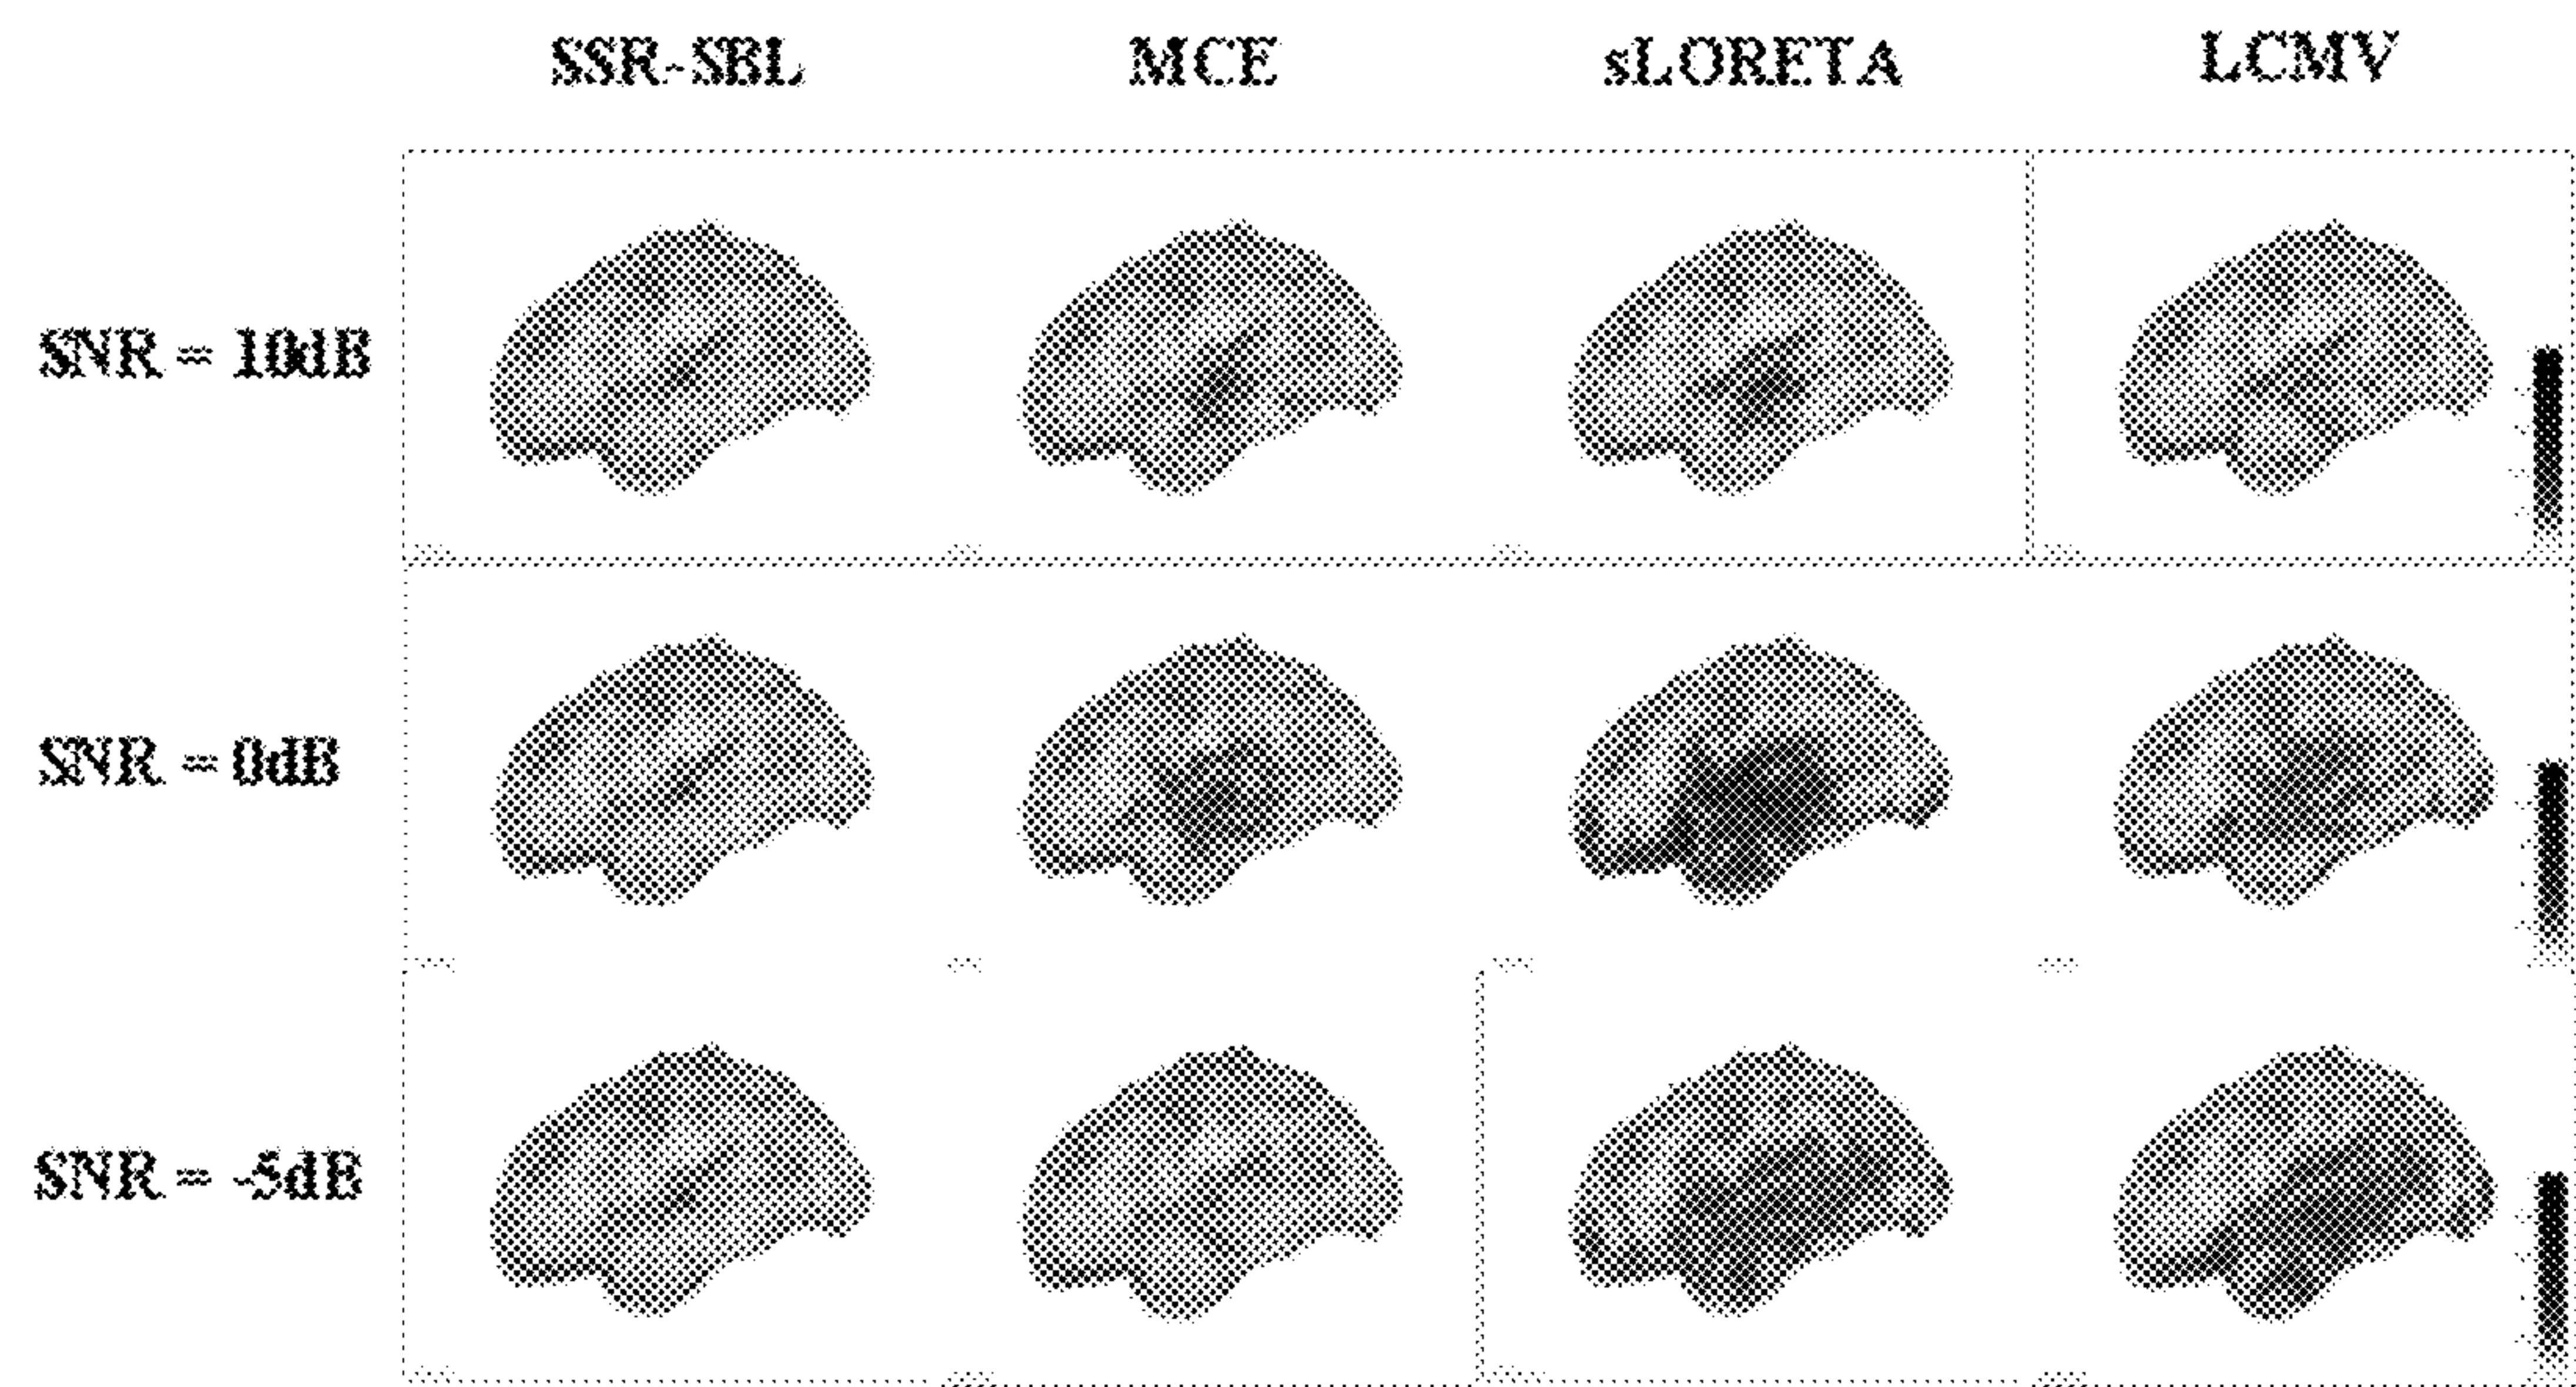 SSR-SBL MCE sLORETA LCMV
SNR = 10dB
SNR = 0dB
SNR = -5dB